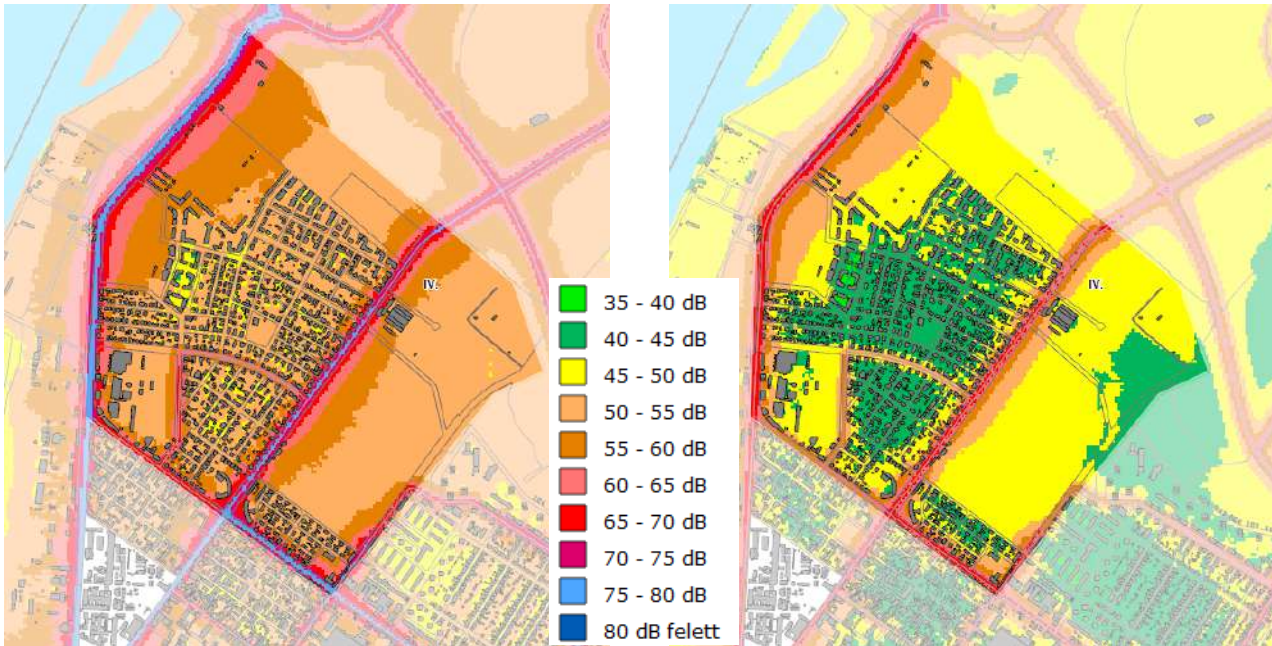 IV.
IV.
35 - 40 dB
40 - 45 dB
45 - 50 dB
50 - 55 dB
55 - 60 dB
60 - 65 dB
65 - 70 dB
70 - 75 dB
75 - 80 dB
80 dB felett